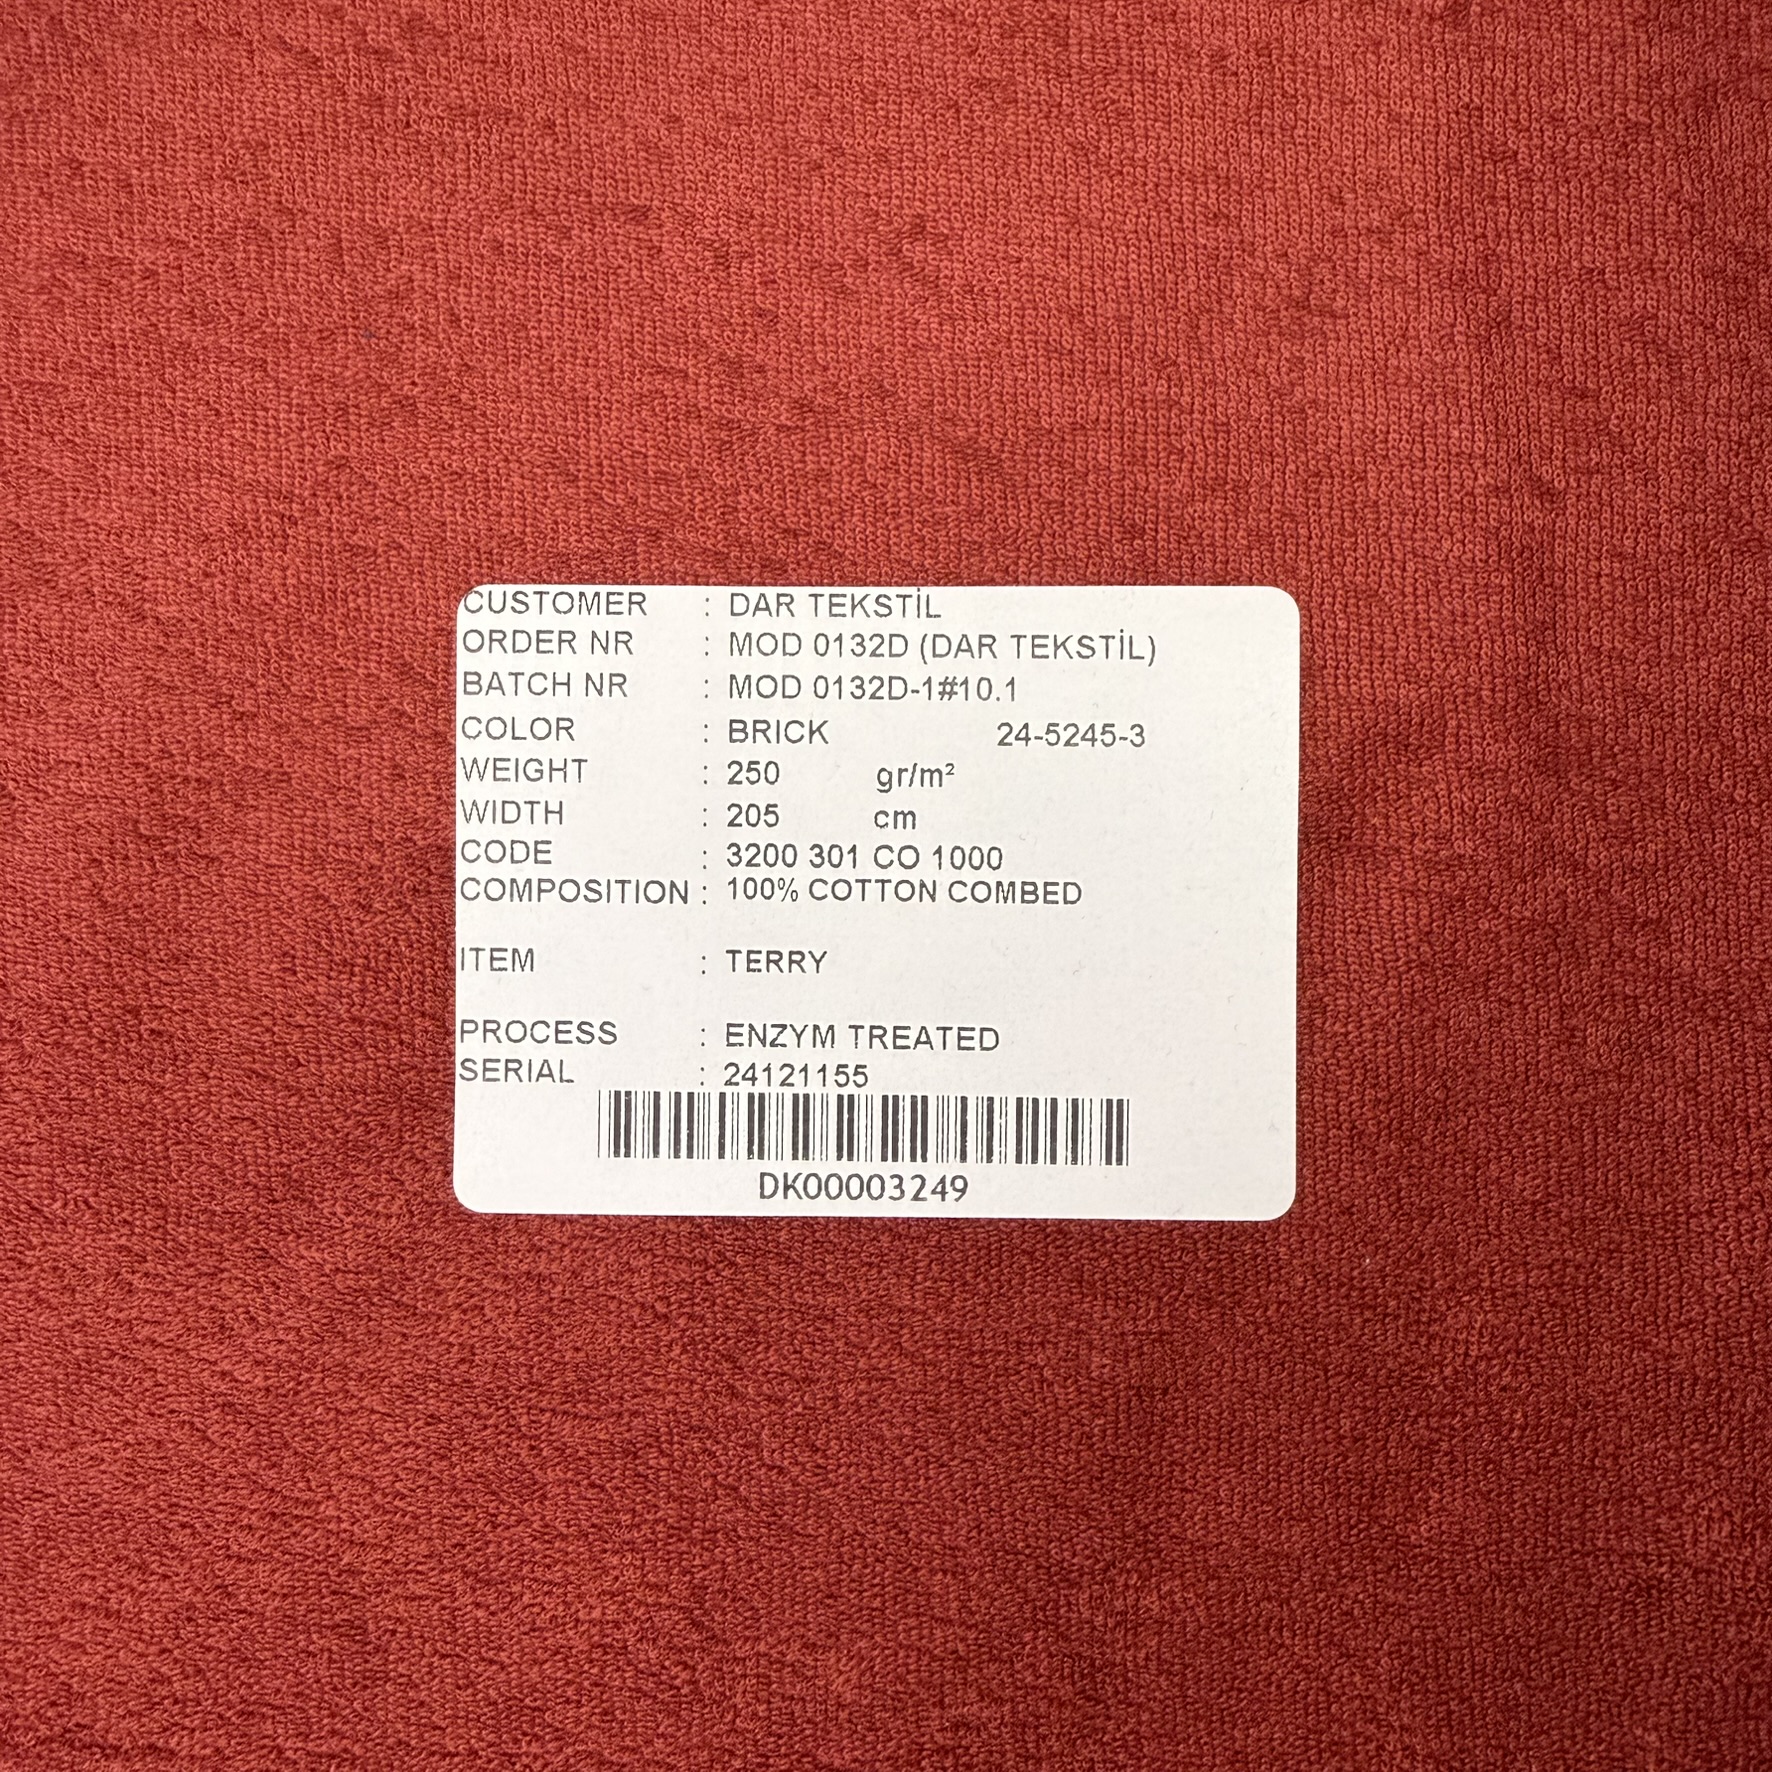 CUSTOMER : DAR TEKSTİL
ORDER NR : MOD 0132D (DAR TEKSTİL)
BATCH NR : MOD 0132D-1#10.1
COLOR : BRICK 24-5245-3
WEIGHT : 250 gr/m²
WIDTH : 205 cm
CODE : 3200 301 CO 1000
COMPOSITION : 100% COTTON COMBED
ITEM : TERRY
PROCESS : ENZYM TREATED
SERIAL : 24121155
DK00003249